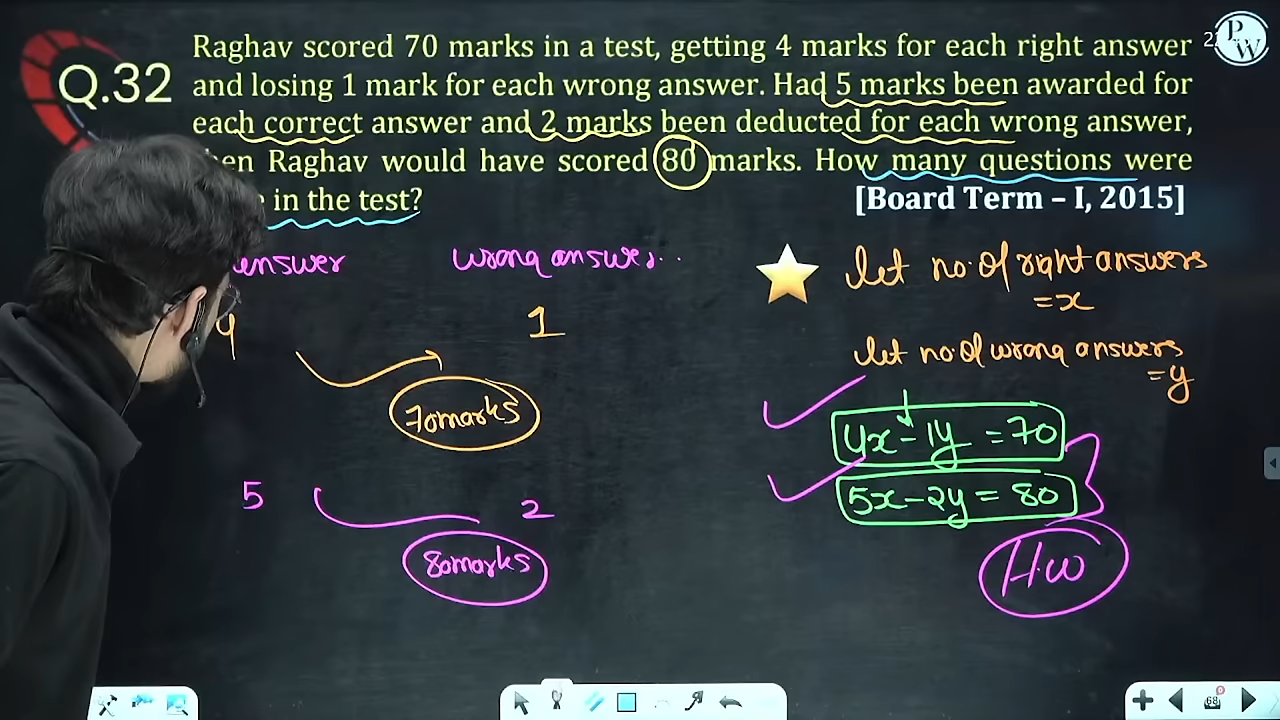 Q.32
Raghav scored 70 marks in a test, getting 4 marks for each right answer
and losing 1 mark for each wrong answer. Had 5 marks been awarded for
each correct answer and 2 marks been deducted for each wrong answer,
Raghav would have scored 80 marks. How many questions were
in the test?
[Board Term – I, 2015]
PW
answer wrong answer..
4 1
70marks
5 2
80marks
let no. of right answers
=x
let no. of wrong answers
=y
4x-1y =70
5x-2y = 80
H.w
68